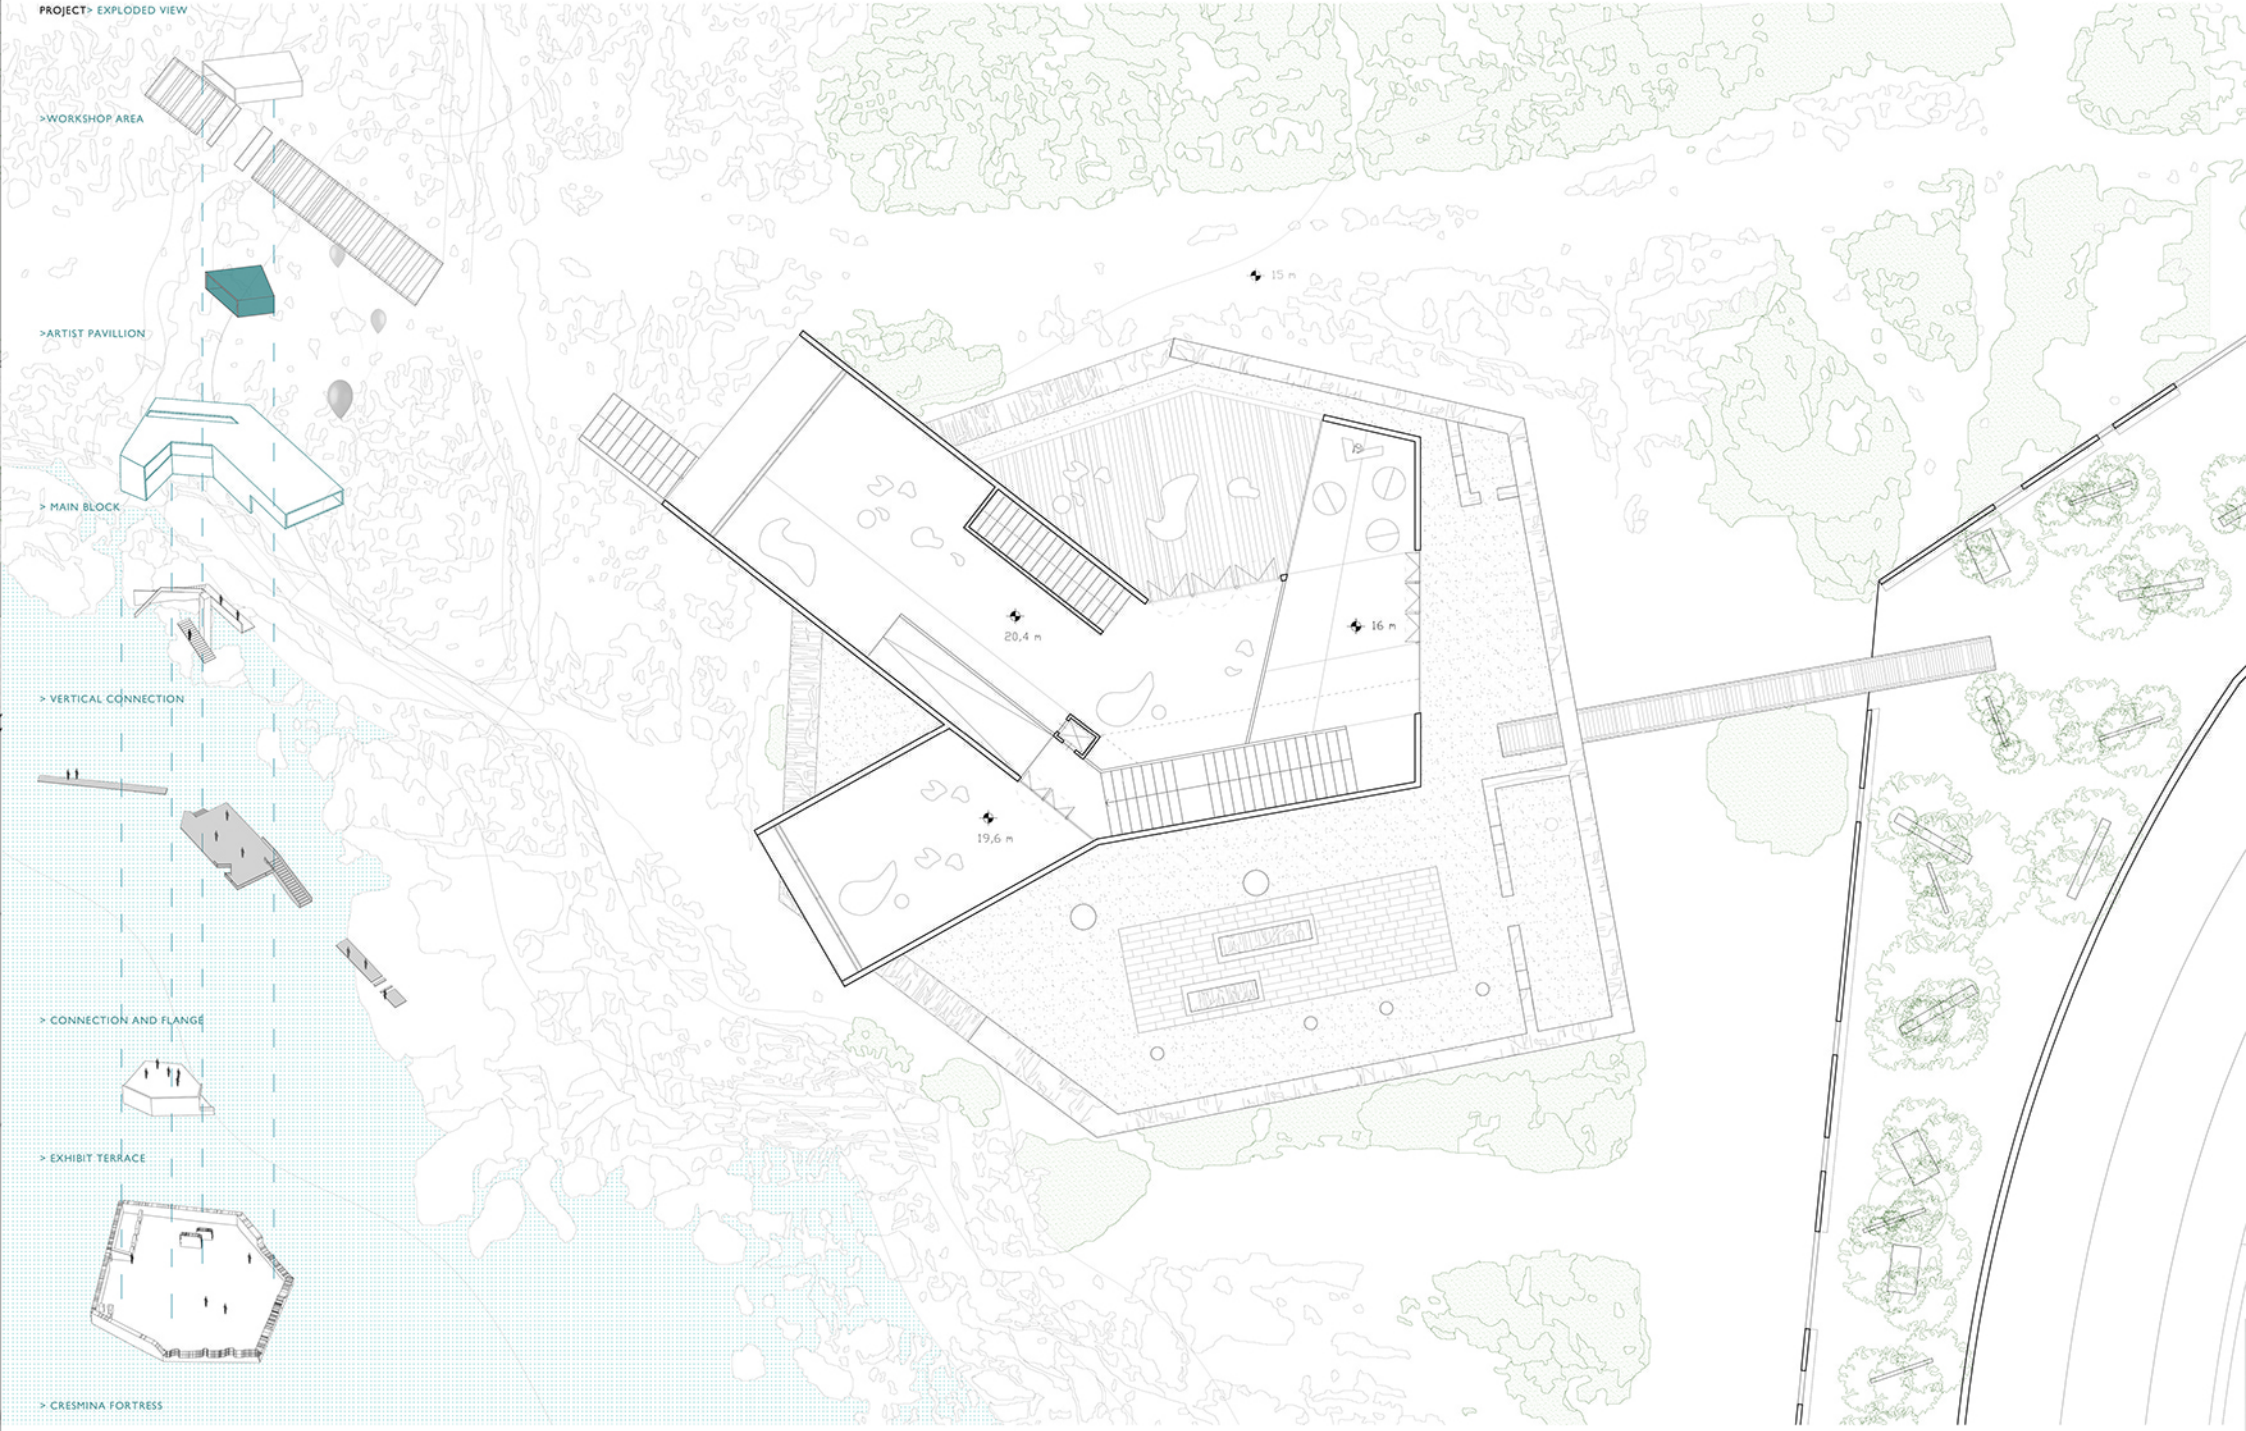 PROJECT> EXPLODED VIEW
>WORKSHOP AREA
>ARTIST PAVILLION
> MAIN BLOCK
> VERTICAL CONNECTION
> CONNECTION AND FLANGE
> EXHIBIT TERRACE
> CRESMINA FORTRESS
15 m
20,4 m
16 m
19,6 m